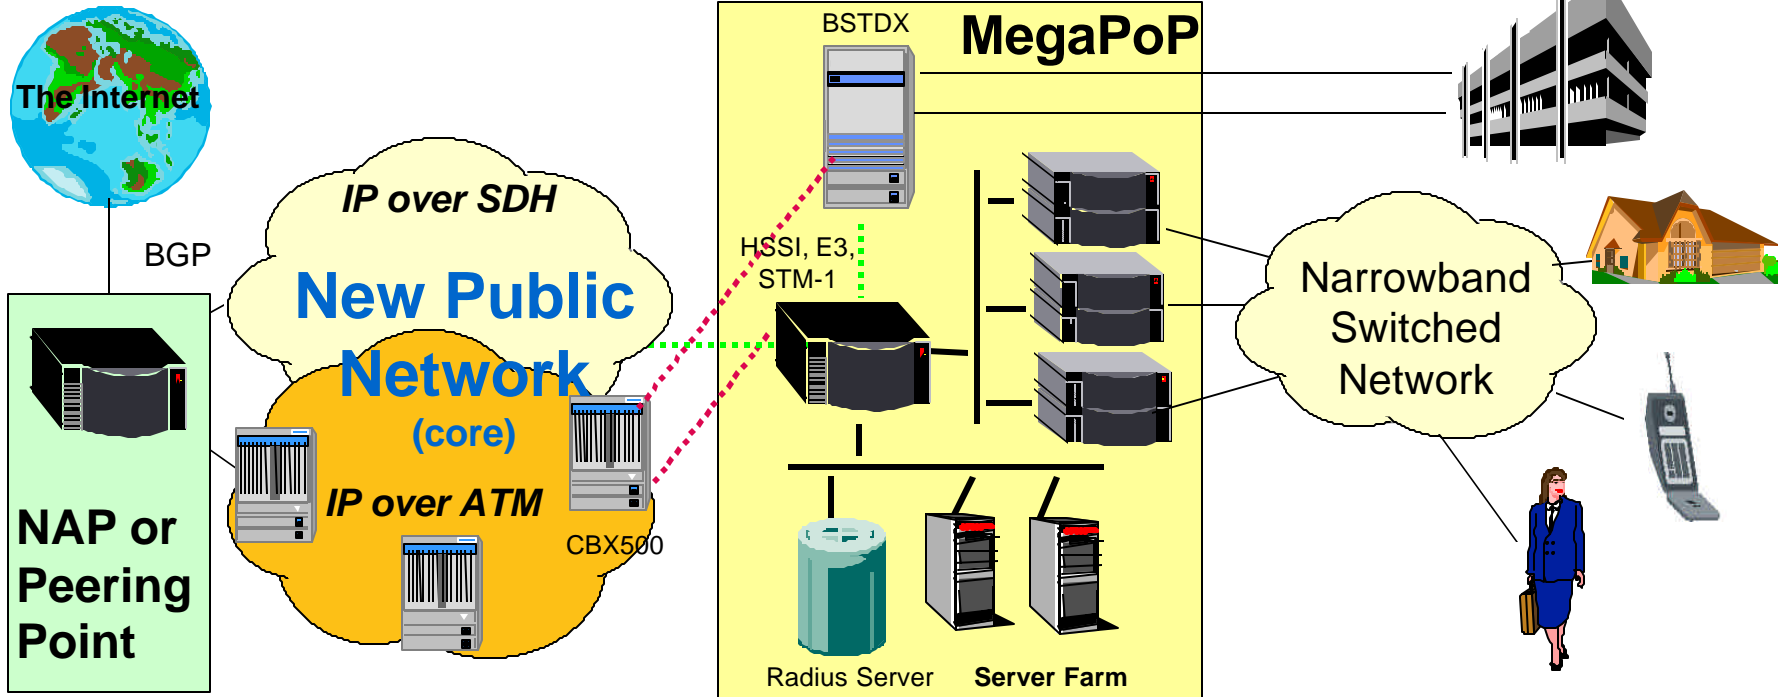 The Internet
BGP
NAP or
Peering
Point
IP over SDH
New Public
Network
(core)
IP over ATM
CBX500
BSTDX
MegaPoP
HSSI, E3,
STM-1
Radius Server
Server Farm
Narrowband
Switched
Network